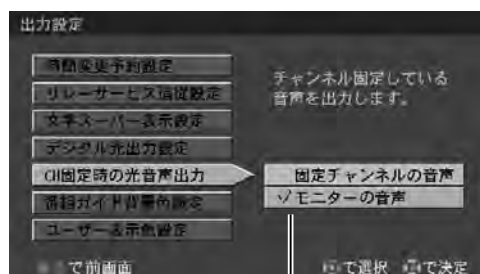 出力設定
時間変更予約設定
リレーサービス追従設定
文字スーパー表示設定
デジタル光出力設定
CH固定時の光音声出力
番組ガイド背景色設定
ユーザー表示色設定
チャンネル固定している
音声を出力します。
固定チャンネルの音声
✓モニターの音声
で前画面
で選択
で決定